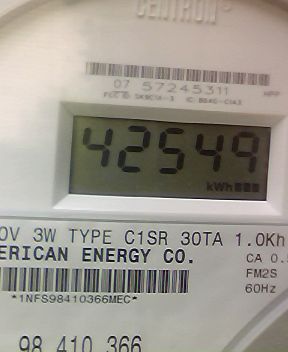 CENTRON®
07 57245311
42549
kWh
0V 3W TYPE C1SR 30TA 1.0Kh
ERICAN ENERGY CO.
CA 0.5
FM2S
*1NFS98410366MEC*
60Hz
98 410 366